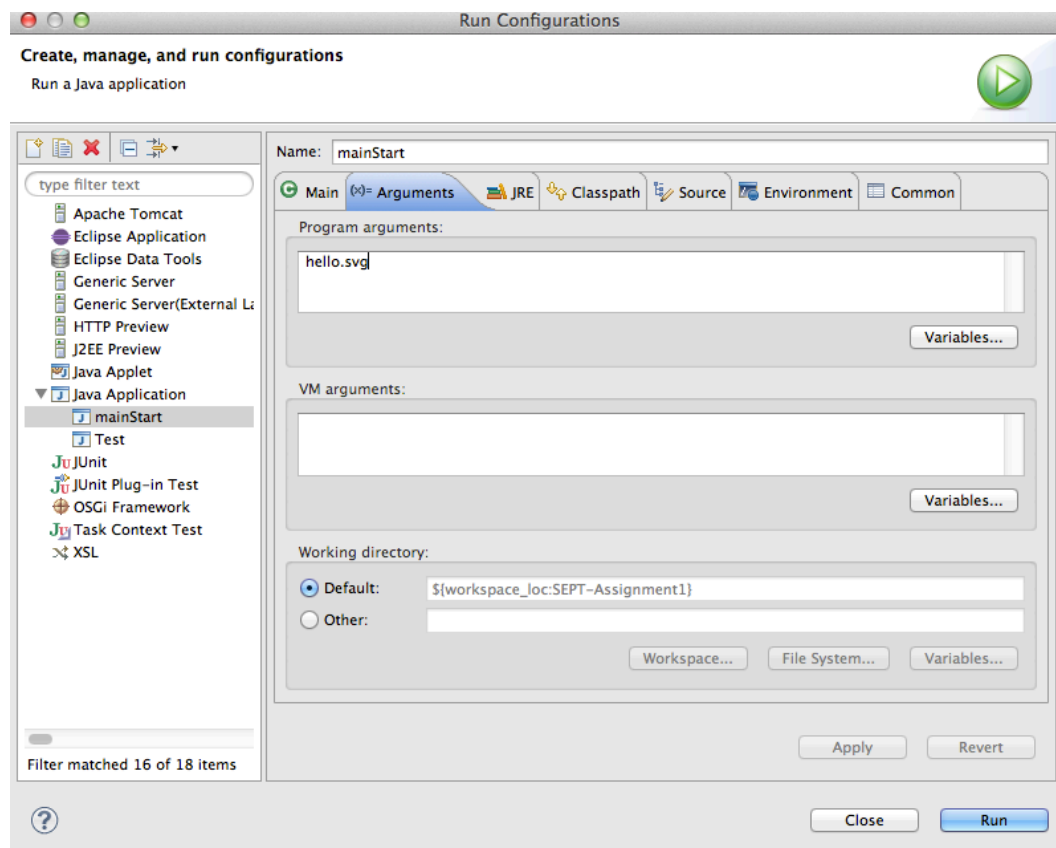 Run Configurations
Create, manage, and run configurations
Run a Java application
type filter text
Apache Tomcat
Eclipse Application
Eclipse Data Tools
Generic Server
Generic Server(External La
HTTP Preview
J2EE Preview
Java Applet
Java Application
mainStart
Test
JUnit
JUnit Plug-in Test
OSGi Framework
Task Context Test
XSL
Filter matched 16 of 18 items
Name: mainStart
Main (x)= Arguments JRE Classpath Source Environment Common
Program arguments:
hello.svg
Variables...
VM arguments:
Variables...
Working directory:
Default: ${workspace_loc:SEPT-Assignment1}
Other:
Workspace... File System... Variables...
Apply Revert
Close Run